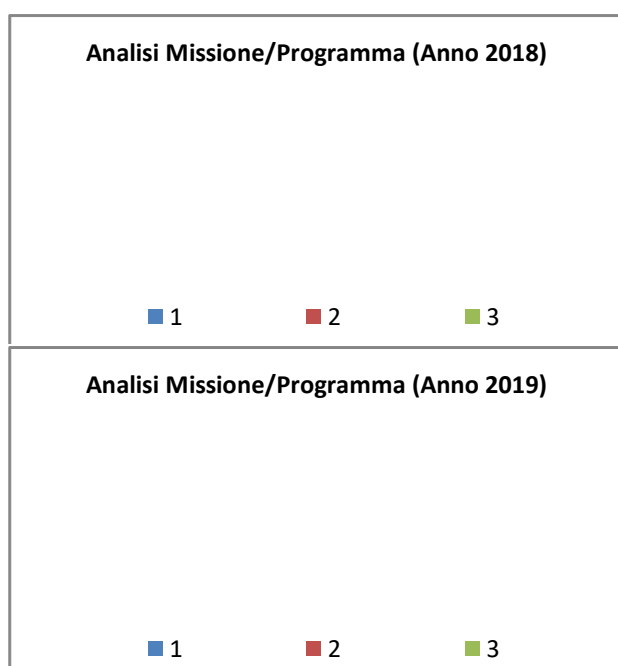 Analisi Missione/Programma (Anno 2018)
1 2 3
Analisi Missione/Programma (Anno 2019)
1 2 3